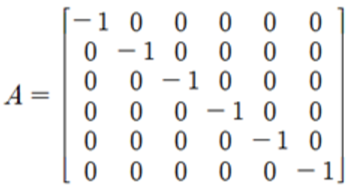 A = [ -1 0 0 0 0 0
0 -1 0 0 0 0
0 0 -1 0 0 0
0 0 0 -1 0 0
0 0 0 0 -1 0
0 0 0 0 0 -1 ]